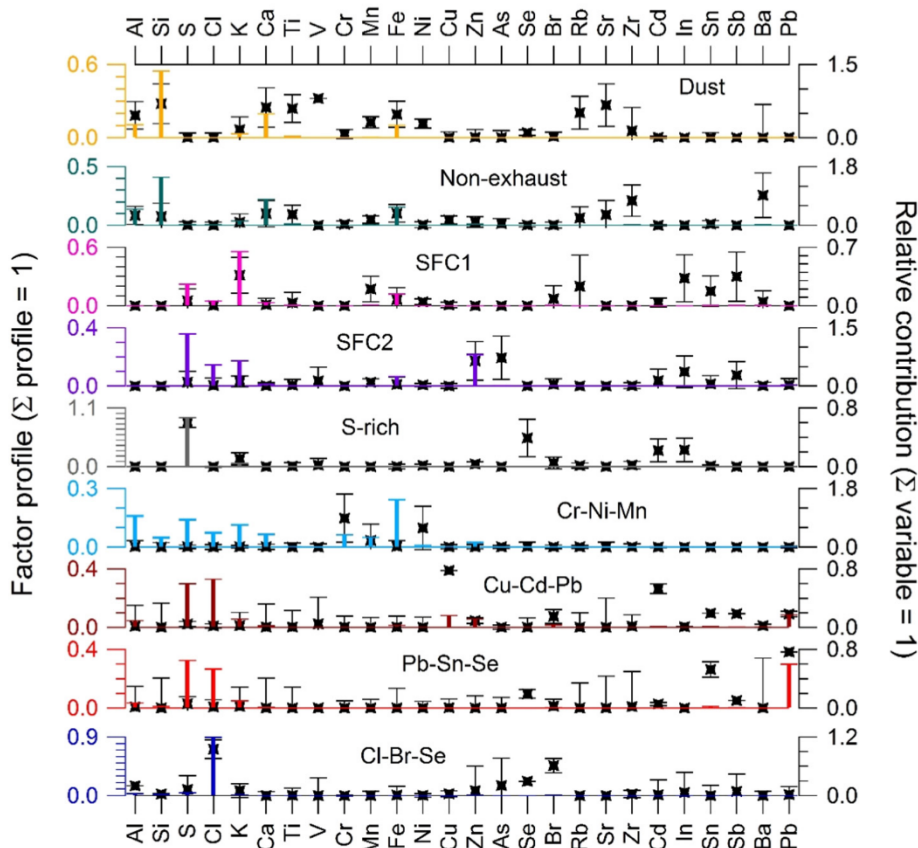 Al Si S Cl K Ca Ti V Cr Mn Fe Ni Cu Zn As Se Br Rb Sr Zr Cd In Sn Sb Ba Pb
0.6 Dust 1.5
0.0 0.0
0.5 Non-exhaust 1.8
0.0 0.0
0.6 SFC1 0.7
0.0 0.0
0.4 SFC2 1.5
0.0 0.0
1.1 S-rich 0.8
0.0 0.0
0.3 Cr-Ni-Mn 1.8
0.0 0.0
0.4 Cu-Cd-Pb 0.8
0.0 0.0
0.4 Pb-Sn-Se 0.8
0.0 0.0
0.9 Cl-Br-Se 1.2
0.0 0.0
Al Si S Cl K Ca Ti V Cr Mn Fe Ni Cu Zn As Se Br Rb Sr Zr Cd In Sn Sb Ba Pb
Factor profile (Σ profile = 1)
Relative contribution (Σ variable = 1)